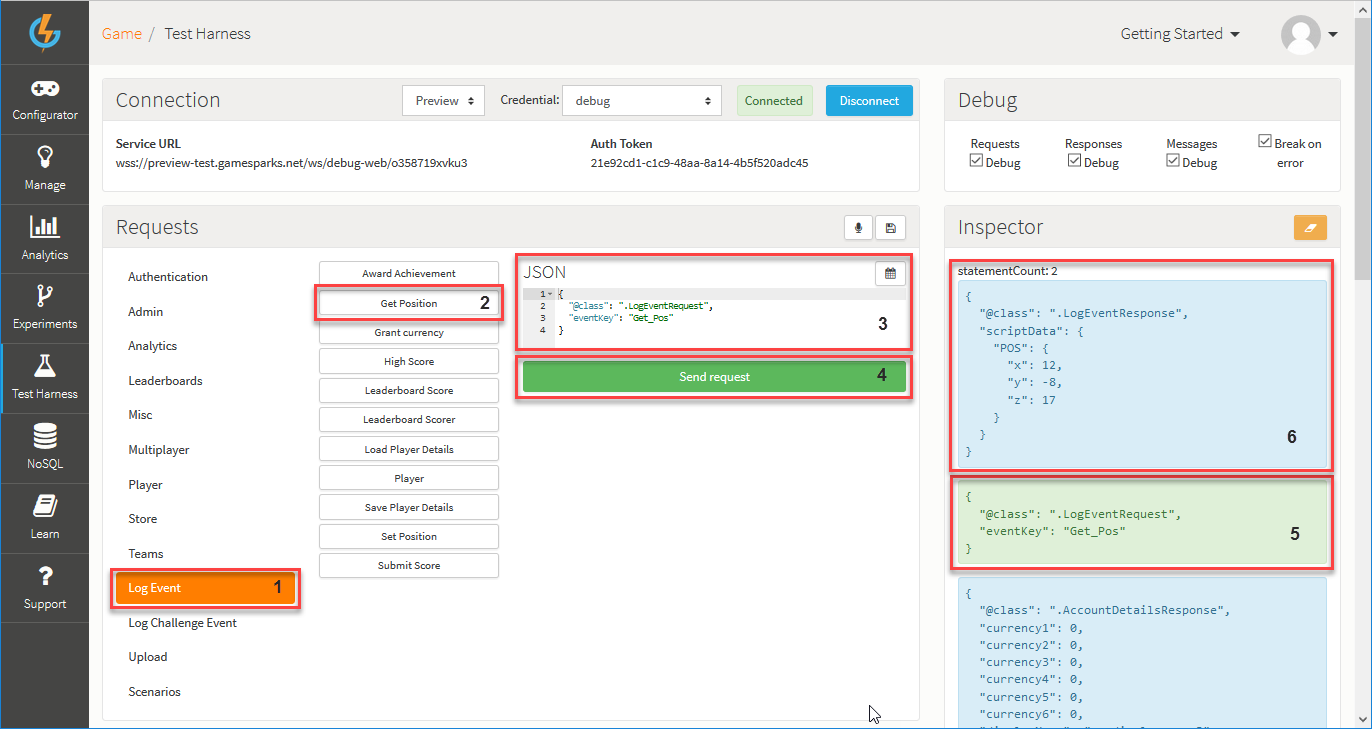 Game / Test Harness
Getting Started
Configurator
Manage
Analytics
Experiments
Test Harness
NoSQL
Learn
Support
Connection
Preview
Credential:
debug
Connected
Disconnect
Service URL
wss://preview-test.gamesparks.net/ws/debug-web/o358719xvku3
Auth Token
21e92cd1-c1c9-48aa-8a14-4b5f520adc45
Debug
Requests
Debug
Responses
Debug
Messages
Debug
Break on
error
Requests
Authentication
Admin
Analytics
Leaderboards
Misc
Multiplayer
Player
Store
Teams
Log Event 1
Log Challenge Event
Upload
Scenarios
Award Achievement
Get Position 2
Grant currency
High Score
Leaderboard Score
Leaderboard Scorer
Load Player Details
Player
Save Player Details
Set Position
Submit Score
JSON
1 {
2 "@class": ".LogEventRequest",
3 "eventKey": "Get_Pos"
4 }
3
Send request 4
Inspector
statementCount: 2
{
"@class": ".LogEventResponse",
"scriptData": {
"POS": {
"x": 12,
"y": -8,
"z": 17
}
}
}
6
{
"@class": ".LogEventRequest",
"eventKey": "Get_Pos"
}
5
{
"@class": ".AccountDetailsResponse",
"currency1": 0,
"currency2": 0,
"currency3": 0,
"currency4": 0,
"currency5": 0,
"currency6": 0,